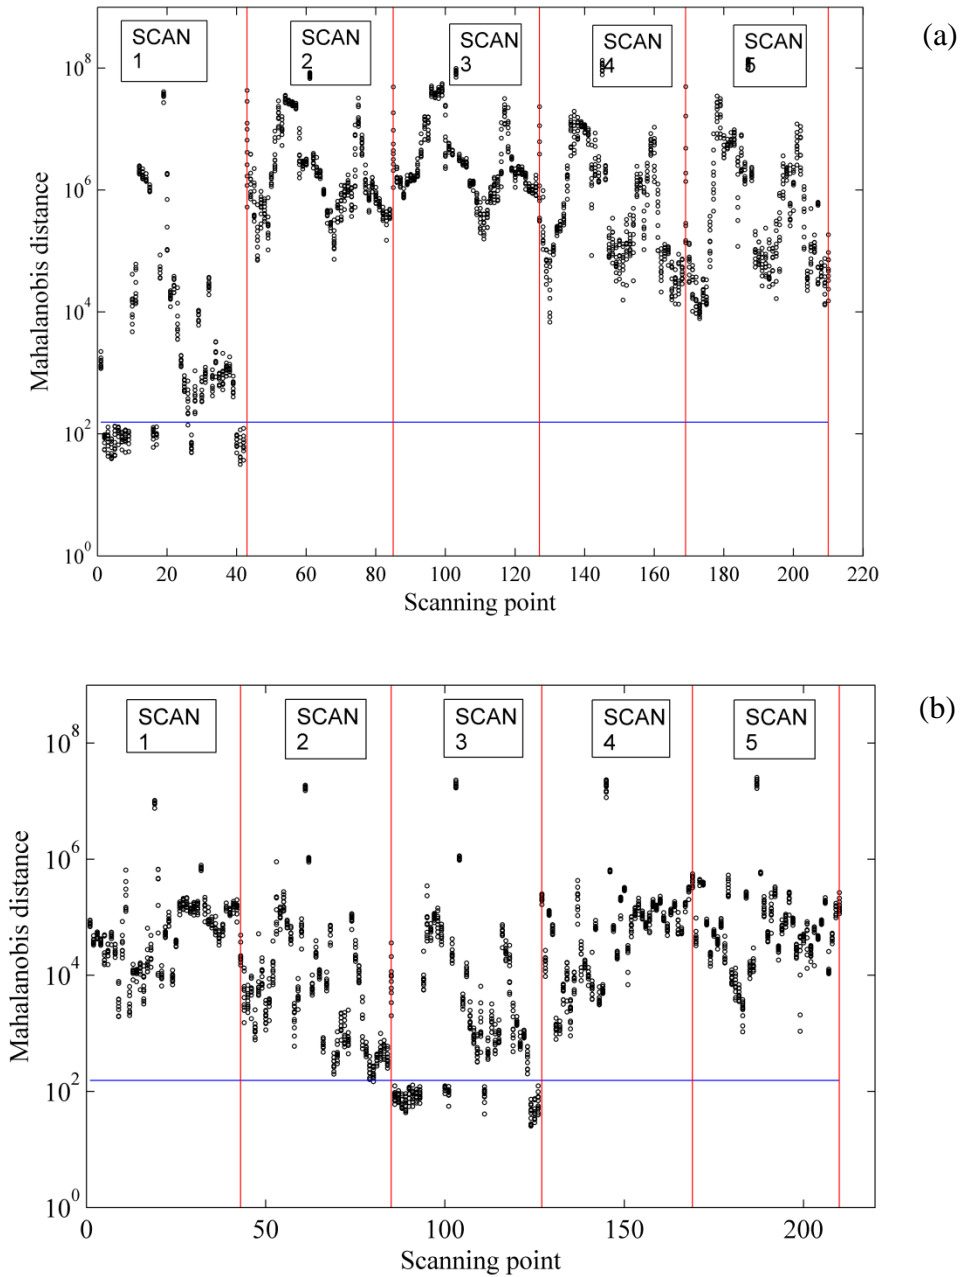 (a)
SCAN 1
SCAN 2
SCAN 3
SCAN 4
SCAN 5
10^8
10^6
10^4
10^2
10^0
Mahalanobis distance
0 20 40 60 80 100 120 140 160 180 200 220
Scanning point
(b)
SCAN 1
SCAN 2
SCAN 3
SCAN 4
SCAN 5
10^8
10^6
10^4
10^2
10^0
Mahalanobis distance
0 50 100 150 200
Scanning point